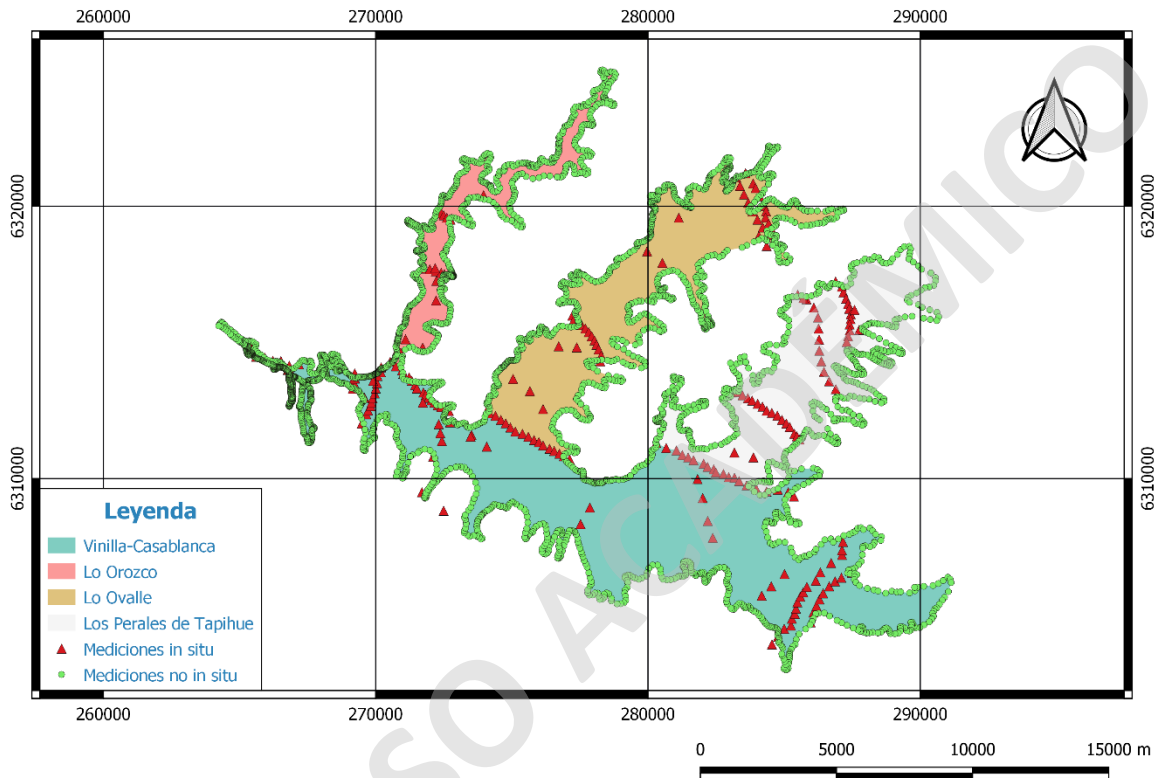 260000 270000 280000 290000
6320000 6320000
6310000 6310000
Leyenda
Vinilla-Casablanca
Lo Orozco
Lo Ovalle
Los Perales de Tapihue
Mediciones in situ
Mediciones no in situ
260000 270000 280000 290000
0 5000 10000 15000 m
SO ACADÉMICO